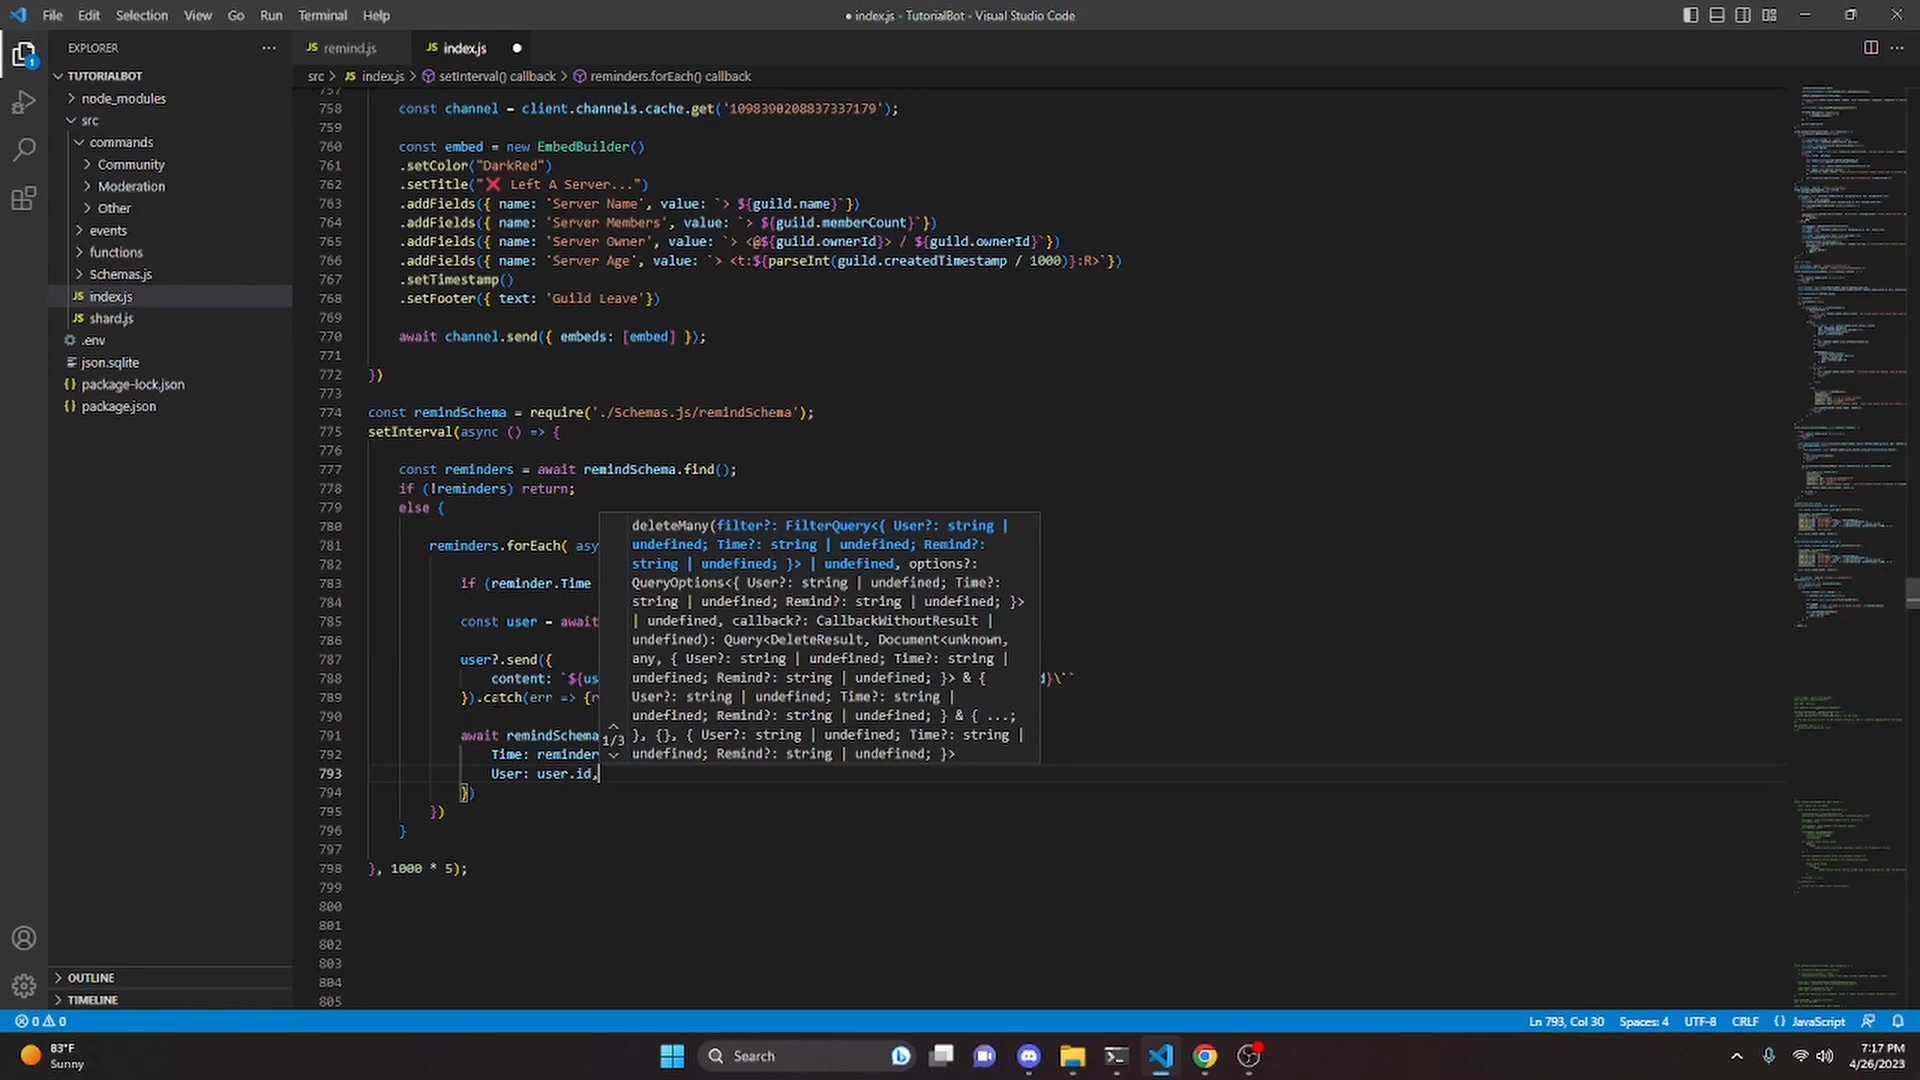 File Edit Selection View Go Run Terminal Help
● index.js - TutorialBot - Visual Studio Code
EXPLORER
TUTORIALBOT
node_modules
src
commands
Community
Moderation
Other
events
functions
Schemas.js
JS index.js
JS shard.js
.env
json.sqlite
{} package-lock.json
{} package.json
OUTLINE
TIMELINE
JS remind.js
JS index.js
src > JS index.js > setInterval() callback > reminders.forEach() callback
757
758 const channel = client.channels.cache.get('1098390208837337179');
759
760 const embed = new EmbedBuilder()
761 .setColor("DarkRed")
762 .setTitle("❌ Left A Server...")
763 .addFields({ name: 'Server Name', value: `> ${guild.name}`})
764 .addFields({ name: 'Server Members', value: `> ${guild.memberCount}`})
765 .addFields({ name: 'Server Owner', value: `> <@${guild.ownerId}> / ${guild.ownerId}`})
766 .addFields({ name: 'Server Age', value: `> <t:${parseInt(guild.createdTimestamp / 1000)}:R>`})
767 .setTimestamp()
768 .setFooter({ text: 'Guild Leave'})
769
770 await channel.send({ embeds: [embed] });
771
772 })
773
774 const remindSchema = require('./Schemas.js/remindSchema');
775 setInterval(async () => {
776
777 const reminders = await remindSchema.find();
778 if (!reminders) return;
779 else {
780
781 reminders.forEach( asy
782
783 if (reminder.Time
784
785 const user = await
786
787 user?.send({
788 content: `${us d}\``
789 }).catch(err => {r
790
791 await remindSchema
792 Time: reminder
793 User: user.id,
794 })
795 })
796 }
797
798 }, 1000 * 5);
799
800
801
802
803
804
805
deleteMany(filter?: FilterQuery<{ User?: string |
undefined; Time?: string | undefined; Remind?:
string | undefined; }> | undefined, options?:
QueryOptions<{ User?: string | undefined; Time?:
string | undefined; Remind?: string | undefined; }>
| undefined, callback?: CallbackWithoutResult |
undefined): Query<DeleteResult, Document<unknown,
any, { User?: string | undefined; Time?: string |
undefined; Remind?: string | undefined; }> & {
User?: string | undefined; Time?: string |
undefined; Remind?: string | undefined; } & { ...;
}, {}, { User?: string | undefined; Time?: string |
undefined; Remind?: string | undefined; }>
1/3
0 0
Ln 793, Col 30 Spaces: 4 UTF-8 CRLF {} JavaScript
83°F
Sunny
Search
7:17 PM
4/26/2023